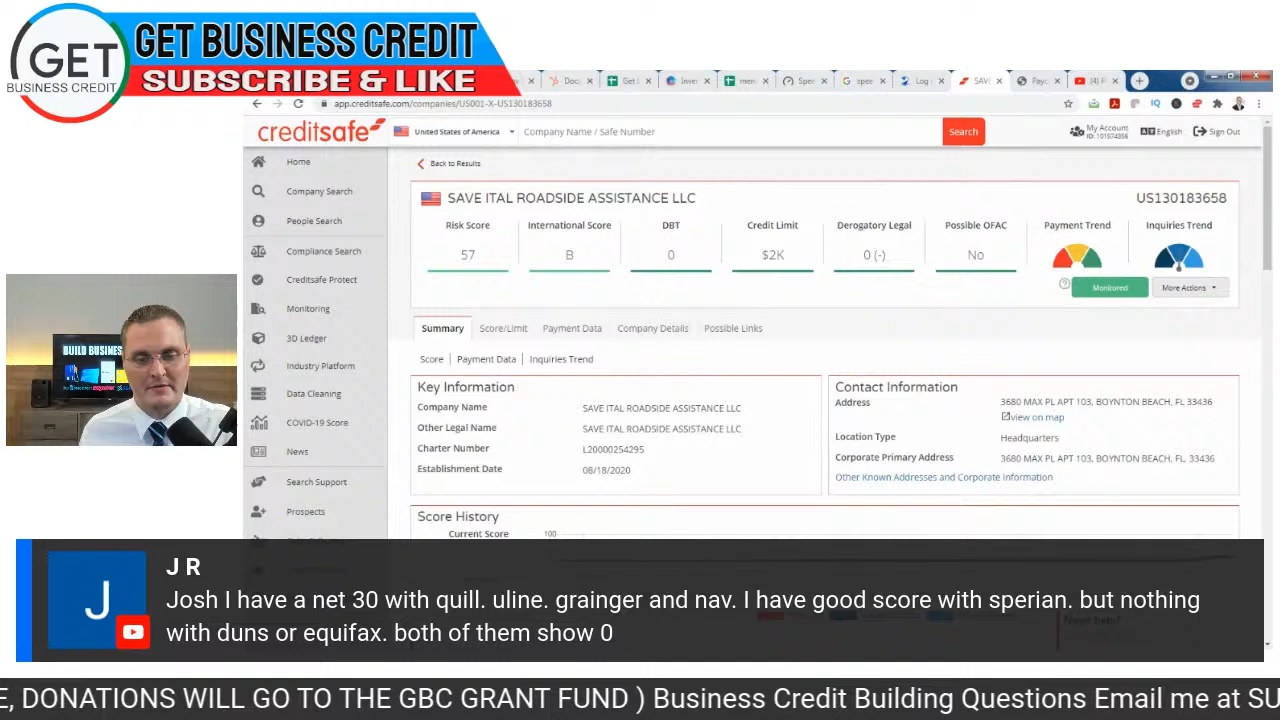 GET
BUSINESS CREDIT
GET BUSINESS CREDIT
SUBSCRIBE & LIKE
app.creditsafe.com/companies/US001-X-US130183658
creditsafe
United States of America
Company Name / Safe Number
Search
My Account
ID: 101574856
English
Sign Out
Home
Company Search
People Search
Compliance Search
Creditsafe Protect
Monitoring
3D Ledger
Industry Platform
Data Cleaning
COVID-19 Score
News
Search Support
Prospects
Back to Results
SAVE ITAL ROADSIDE ASSISTANCE LLC
US130183658
Risk Score
International Score
DBT
Credit Limit
Derogatory Legal
Possible OFAC
Payment Trend
Inquiries Trend
57
B
0
$2K
0 (-)
No
Monitored
More Actions
Summary
Score/Limit
Payment Data
Company Details
Possible Links
Score | Payment Data | Inquiries Trend
Key Information
Company Name SAVE ITAL ROADSIDE ASSISTANCE LLC
Other Legal Name SAVE ITAL ROADSIDE ASSISTANCE LLC
Charter Number L20000254295
Establishment Date 08/18/2020
Contact Information
Address 3680 MAX PL APT 103, BOYNTON BEACH, FL 33436
view on map
Location Type Headquarters
Corporate Primary Address 3680 MAX PL APT 103, BOYNTON BEACH, FL, 33436
Other Known Addresses and Corporate Information
Score History
Current Score 100
BUILD BUSINES
J
J R
Josh I have a net 30 with quill. uline. grainger and nav. I have good score with sperian. but nothing
with duns or equifax. both of them show 0
E, DONATIONS WILL GO TO THE GBC GRANT FUND ) Business Credit Building Questions Email me at SU